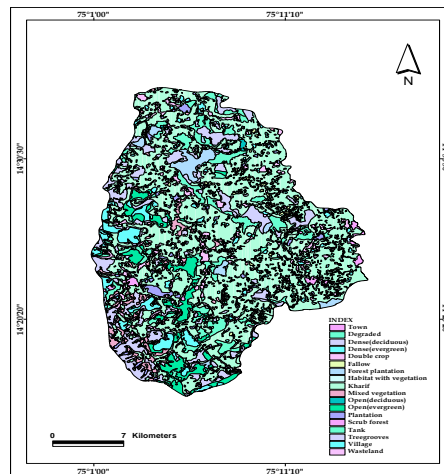 75°1'00" 75°11'10"
N
14°30'30"
14°20'20"
INDEX
Town
Degraded
Dense(deciduous)
Dense(evergreen)
Double crop
Fallow
Forest plantation
Habitat with vegetation
Kharif
Mixed vegetation
Open(deciduous)
Open(evergreen)
Plantation
Scrub forest
Tank
Treegrooves
Village
Wasteland
0 7 Kilometers
75°1'00" 75°11'10"